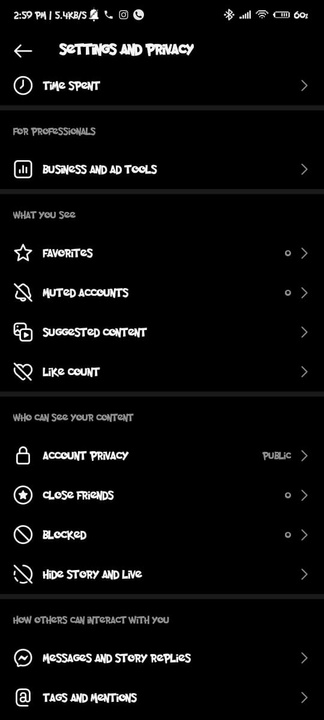 2:59 PM | 5.4KB/S
Settings and privacy
Time spent
For professionals
Business and ad tools
What you see
Favorites 0
Muted accounts 0
Suggested content
Like count
Who can see your content
Account privacy Public
Close Friends 0
Blocked 0
Hide story and live
How others can interact with you
Messages and story replies
Tags and mentions